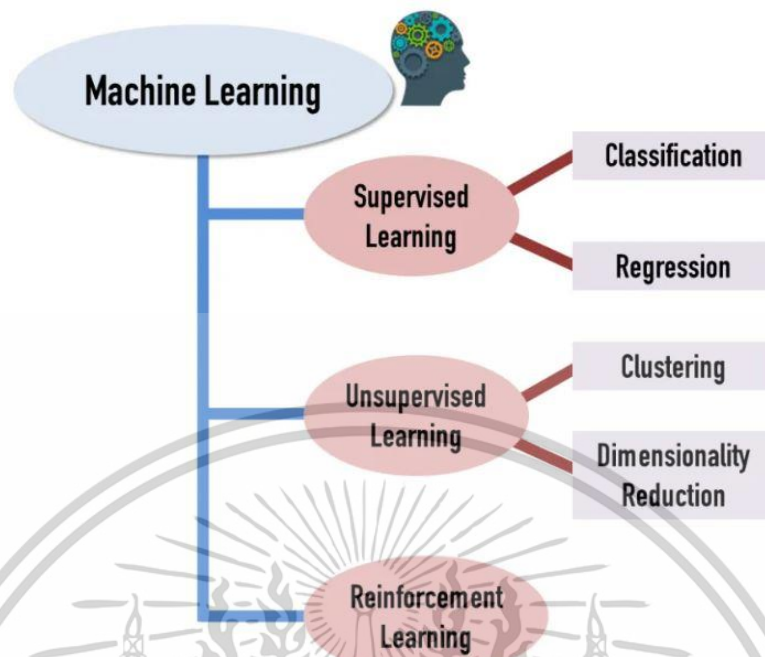 Machine Learning
Supervised
Learning
Classification
Regression
Unsupervised
Learning
Clustering
Dimensionality
Reduction
Reinforcement
Learning